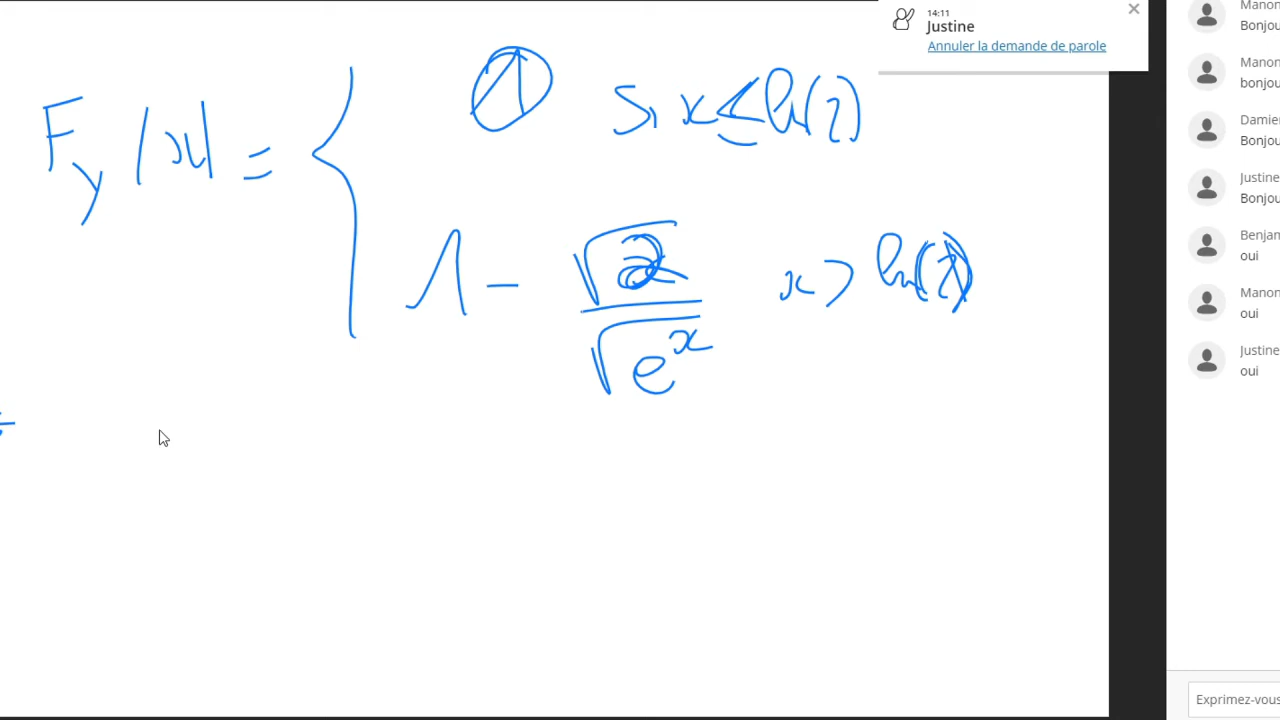 14:11
Justine
Annuler la demande de parole
F_y(x) = { 0 si x ≤ ln(2)
1 - √2 / √e^x x > ln(2)
Manon
Bonjou
Manon
bonjou
Damien
Bonjou
Justine
Bonjou
Benjar
oui
Manon
oui
Justine
oui
Exprimez-vous